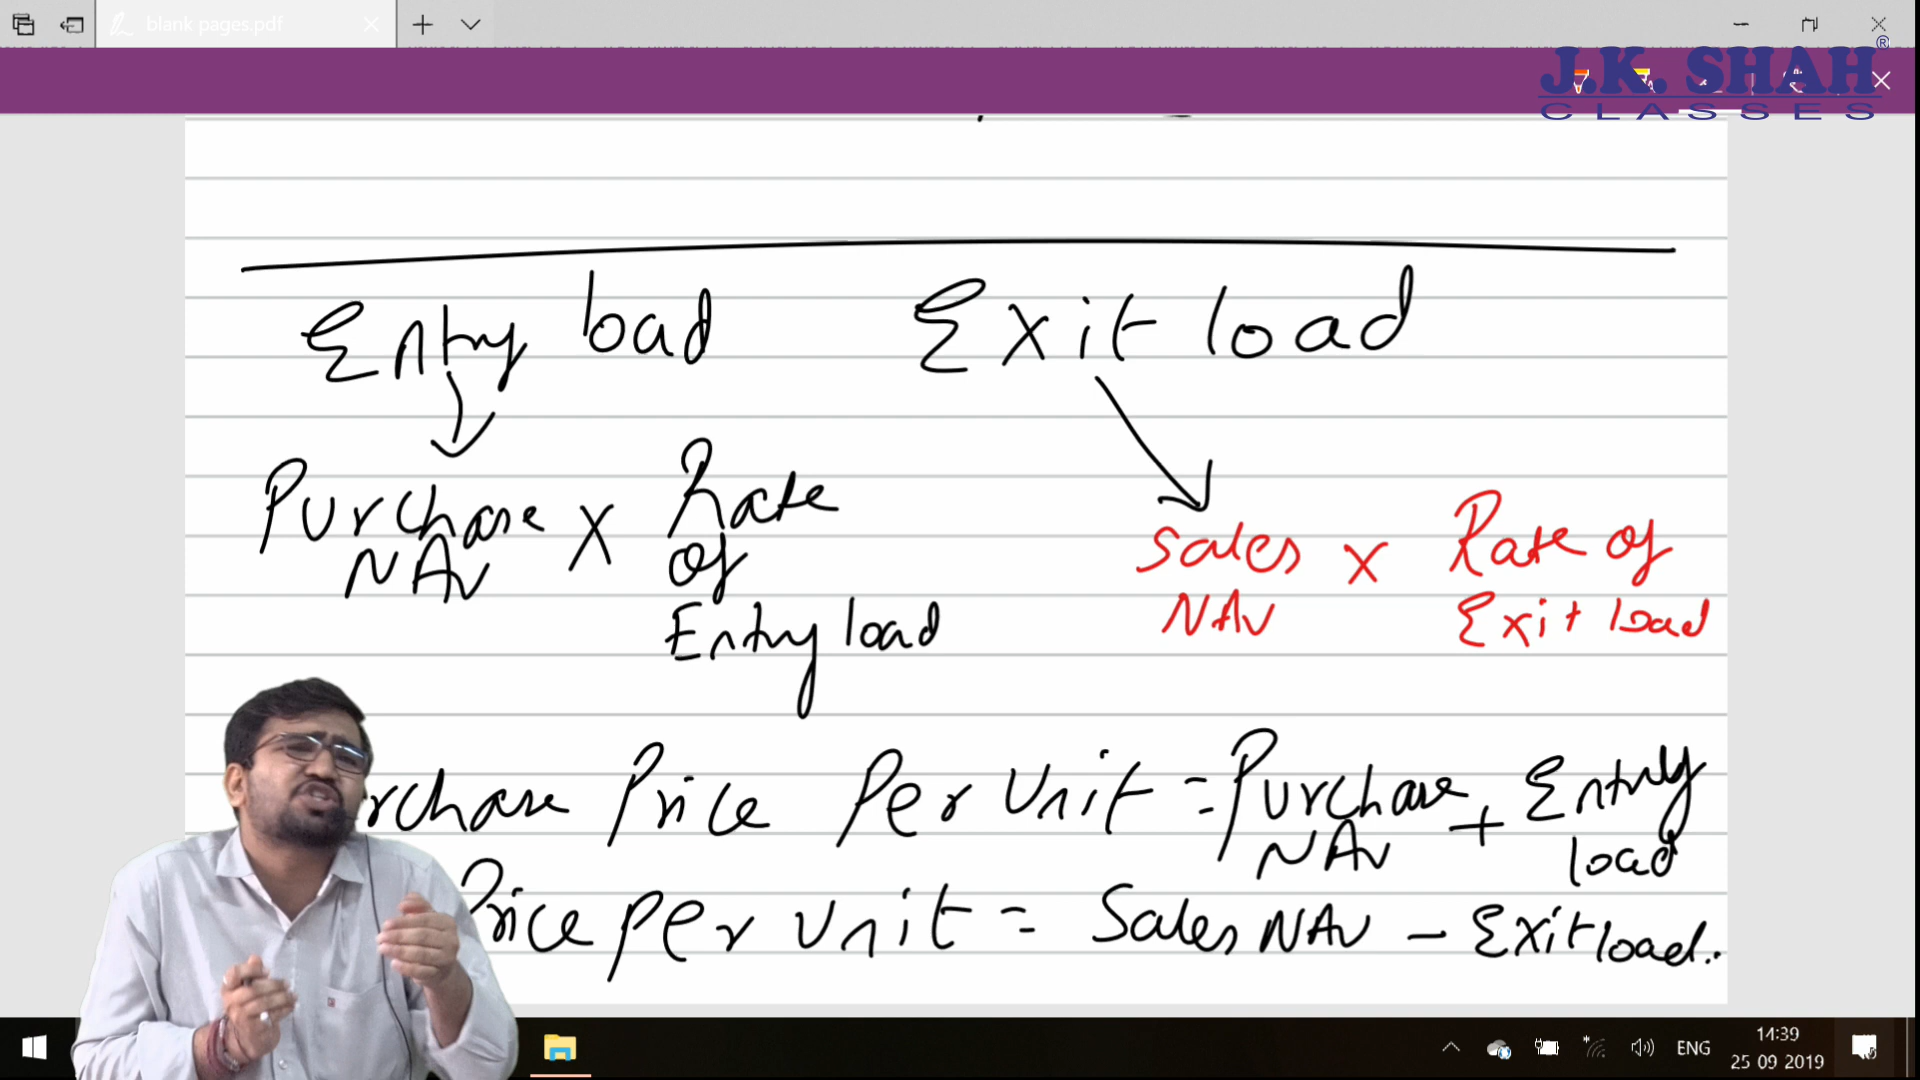 blank pages.pdf
J.K. SHAH®
CLASSES
Entry load Exit load
Purchase NAV X Rate of Entry load
Sales NAV X Rate of Exit load
rchase Price Per Unit = Purchase NAV + Entry load
Price per unit = Sales NAV - Exit load.
ENG
14:39
25 09 2019